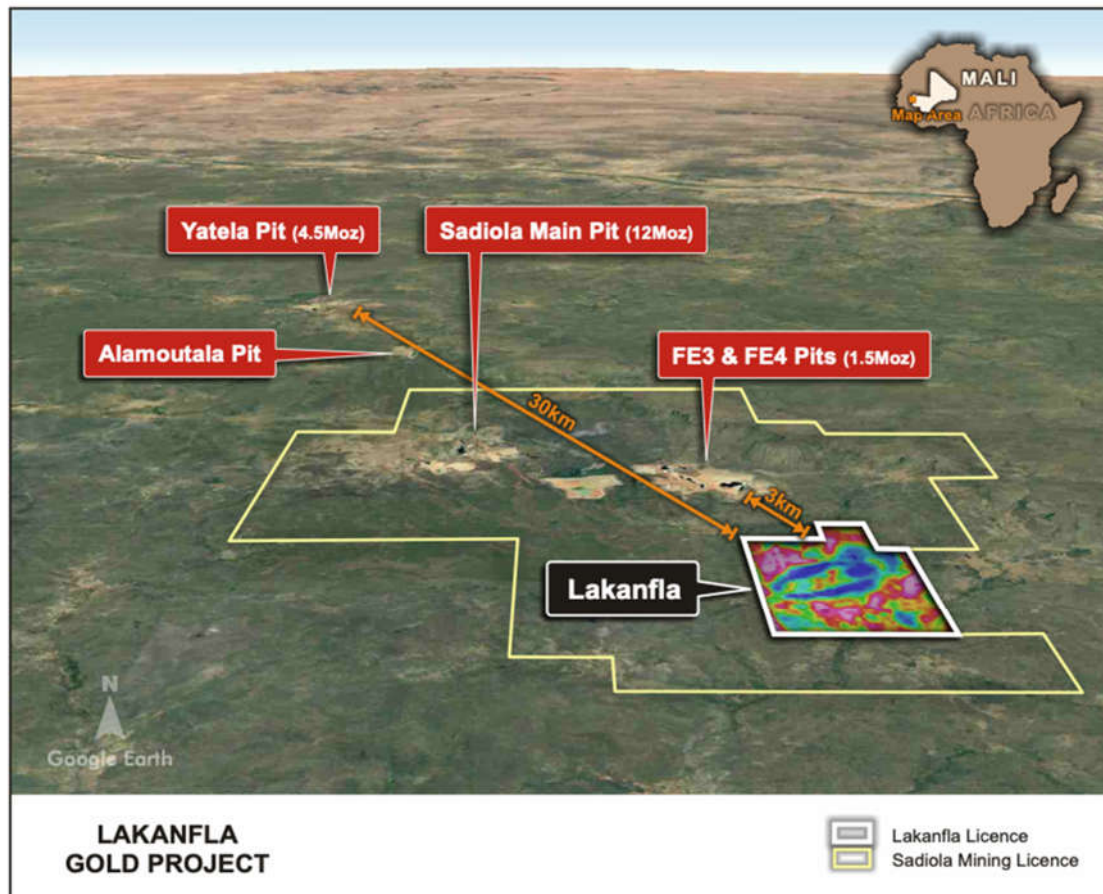 MALI
AFRICA
Map Area
Yatela Pit (4.5Moz)
Sadiola Main Pit (12Moz)
Alamoutala Pit
FE3 & FE4 Pits (1.5Moz)
30km
3km
Lakanfla
N
Google Earth
LAKANFLA
GOLD PROJECT
Lakanfla Licence
Sadiola Mining Licence